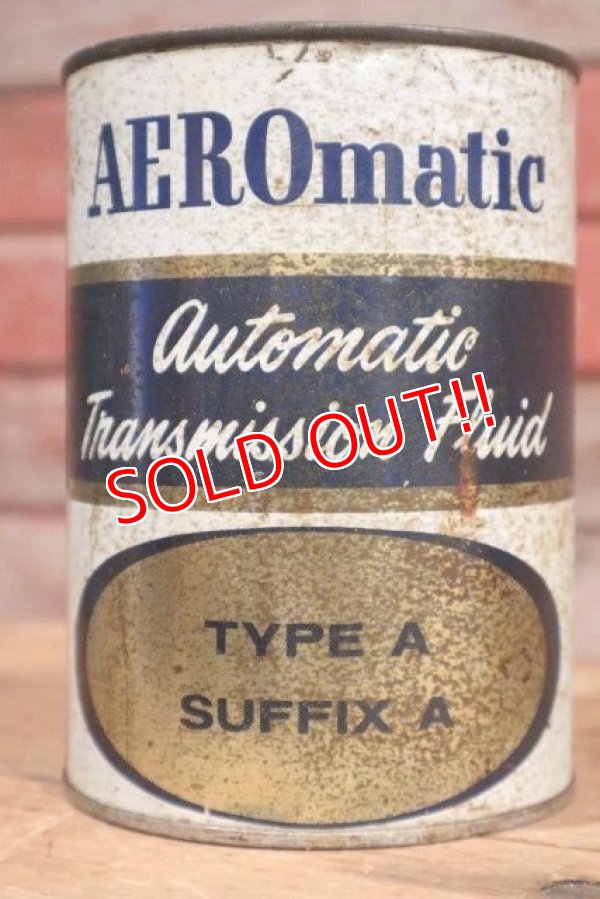 AEROmatic
Automatic
Transmission Fluid
SOLD OUT!!
TYPE A
SUFFIX A